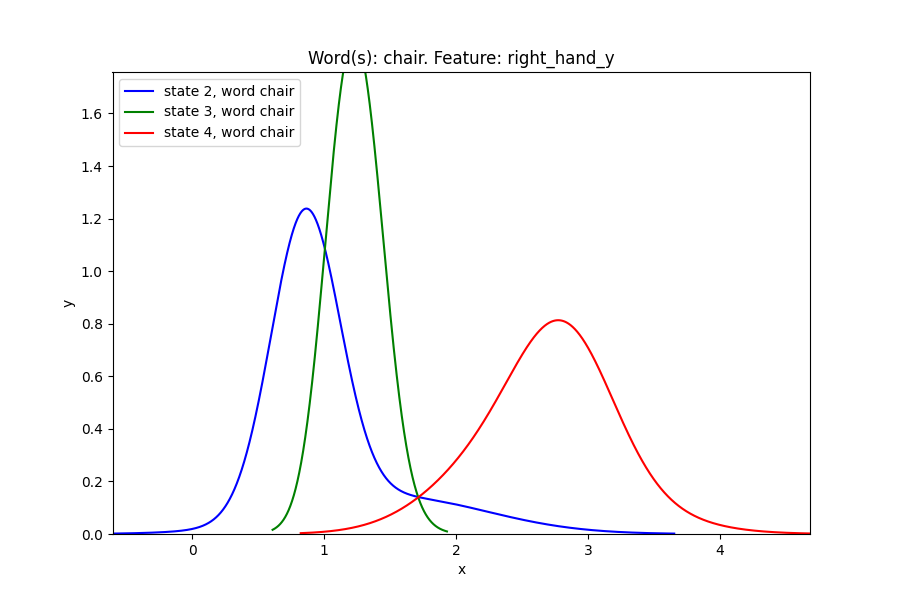 Word(s): chair. Feature: right_hand_y
state 2, word chair
state 3, word chair
state 4, word chair
y
1.6
1.4
1.2
1.0
0.8
0.6
0.4
0.2
0.0
0 1 2 3 4
x